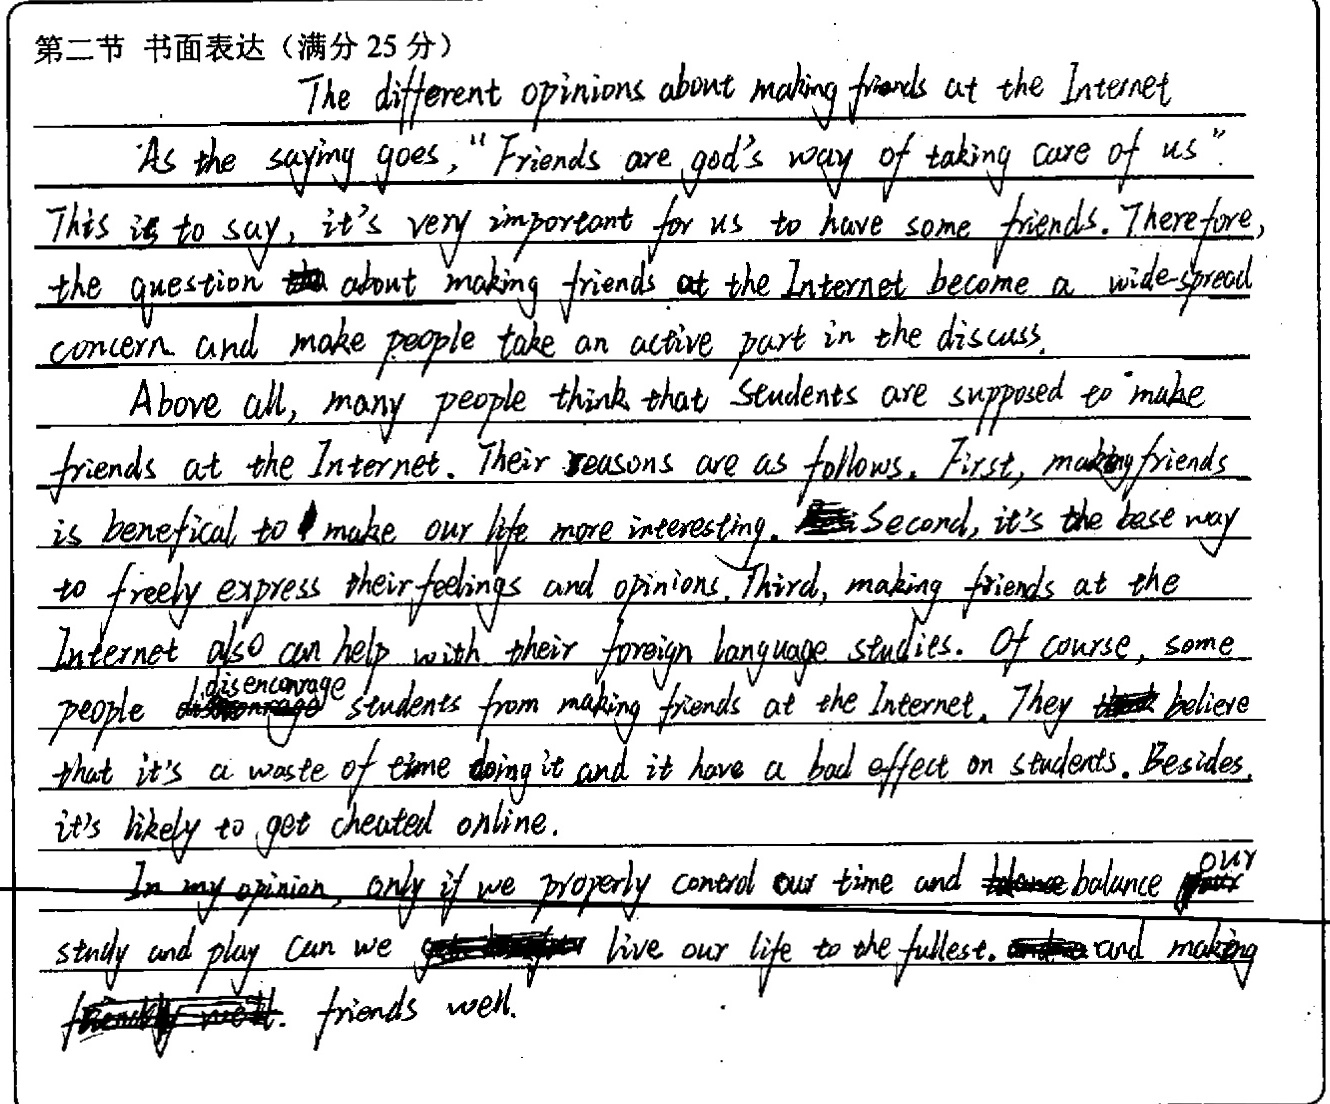 第二节 书面表达（满分 25 分）
The different opinions about making friends at the Internet
As the saying goes, "Friends are god's way of taking care of us".
This is to say, it's very important for us to have some friends. Therefore,
the question about making friends at the Internet become a wide-spread
concern and make people take an active part in the discuss.
Above all, many people think that students are supposed to make
friends at the Internet. Their reasons are as follows. First, making friends
is benefical to make our life more interesting. Second, it's the base way
to freely express their feelings and opinions. Third, making friends at the
Internet also can help with their foreign language studies. Of course, some
people disencourage students from making friends at the Internet. They believe
that it's a waste of time doing it and it have a bad effect on students. Besides,
it's likely to get cheated online.
In my opinion, only if we properly control our time and balance our
study and play can we live our life to the fullest. and making
friends well.